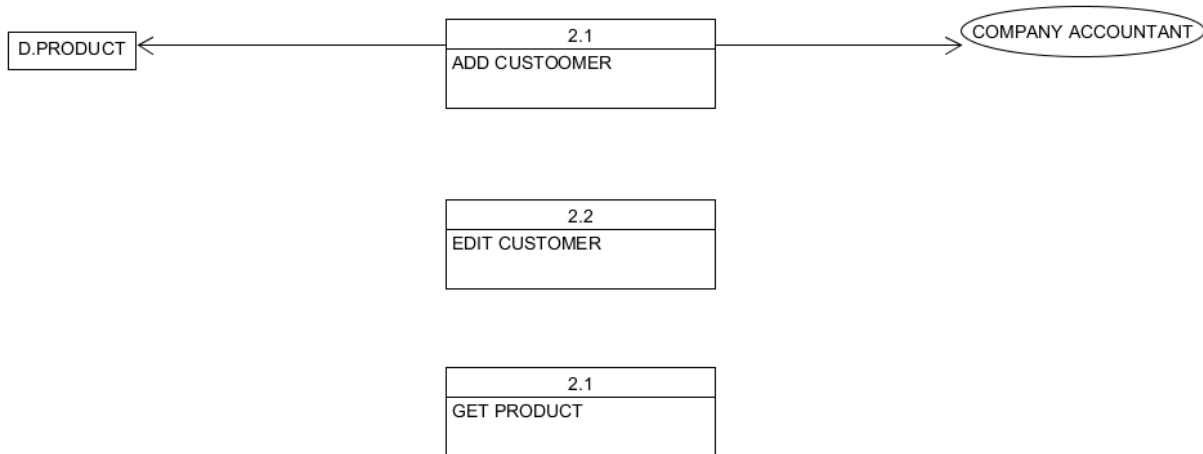 2.1
D.PRODUCT
COMPANY ACCOUNTANT
ADD CUSTOOMER
2.2
EDIT CUSTOMER
2.1
GET PRODUCT